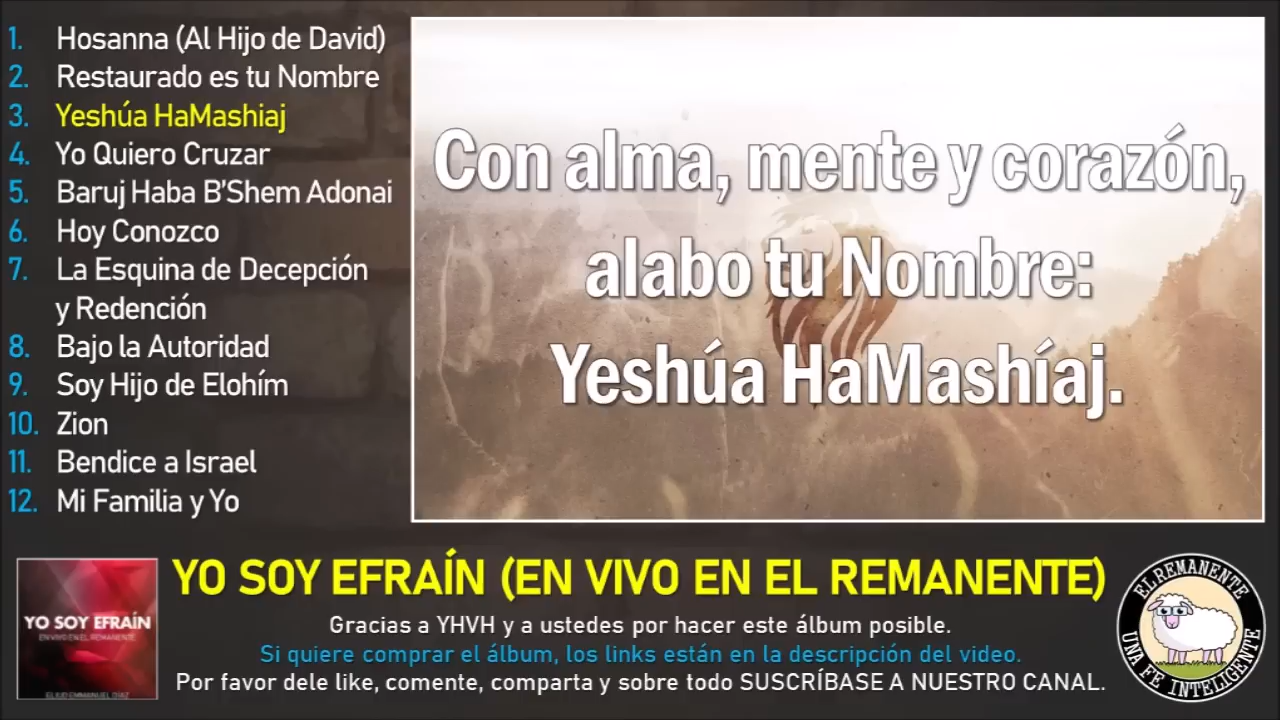 1. Hosanna (Al Hijo de David)
2. Restaurado es tu Nombre
3. Yeshúa HaMashiaj
4. Yo Quiero Cruzar
5. Baruj Haba B'Shem Adonai
6. Hoy Conozco
7. La Esquina de Decepción
y Redención
8. Bajo la Autoridad
9. Soy Hijo de Elohím
10. Zion
11. Bendice a Israel
12. Mi Familia y Yo
Con alma, mente y corazón,
alabo tu Nombre:
Yeshúa HaMashíaj.
YO SOY EFRAÍN
EN VIVO EN EL REMANENTE
YO SOY EFRAÍN (EN VIVO EN EL REMANENTE)
Gracias a YHVH y a ustedes por hacer este álbum posible.
Si quiere comprar el álbum, los links están en la descripción del video.
Por favor dele like, comente, comparta y sobre todo SUSCRÍBASE A NUESTRO CANAL.
EL REMANENTE
UNA FE INTELIGENTE